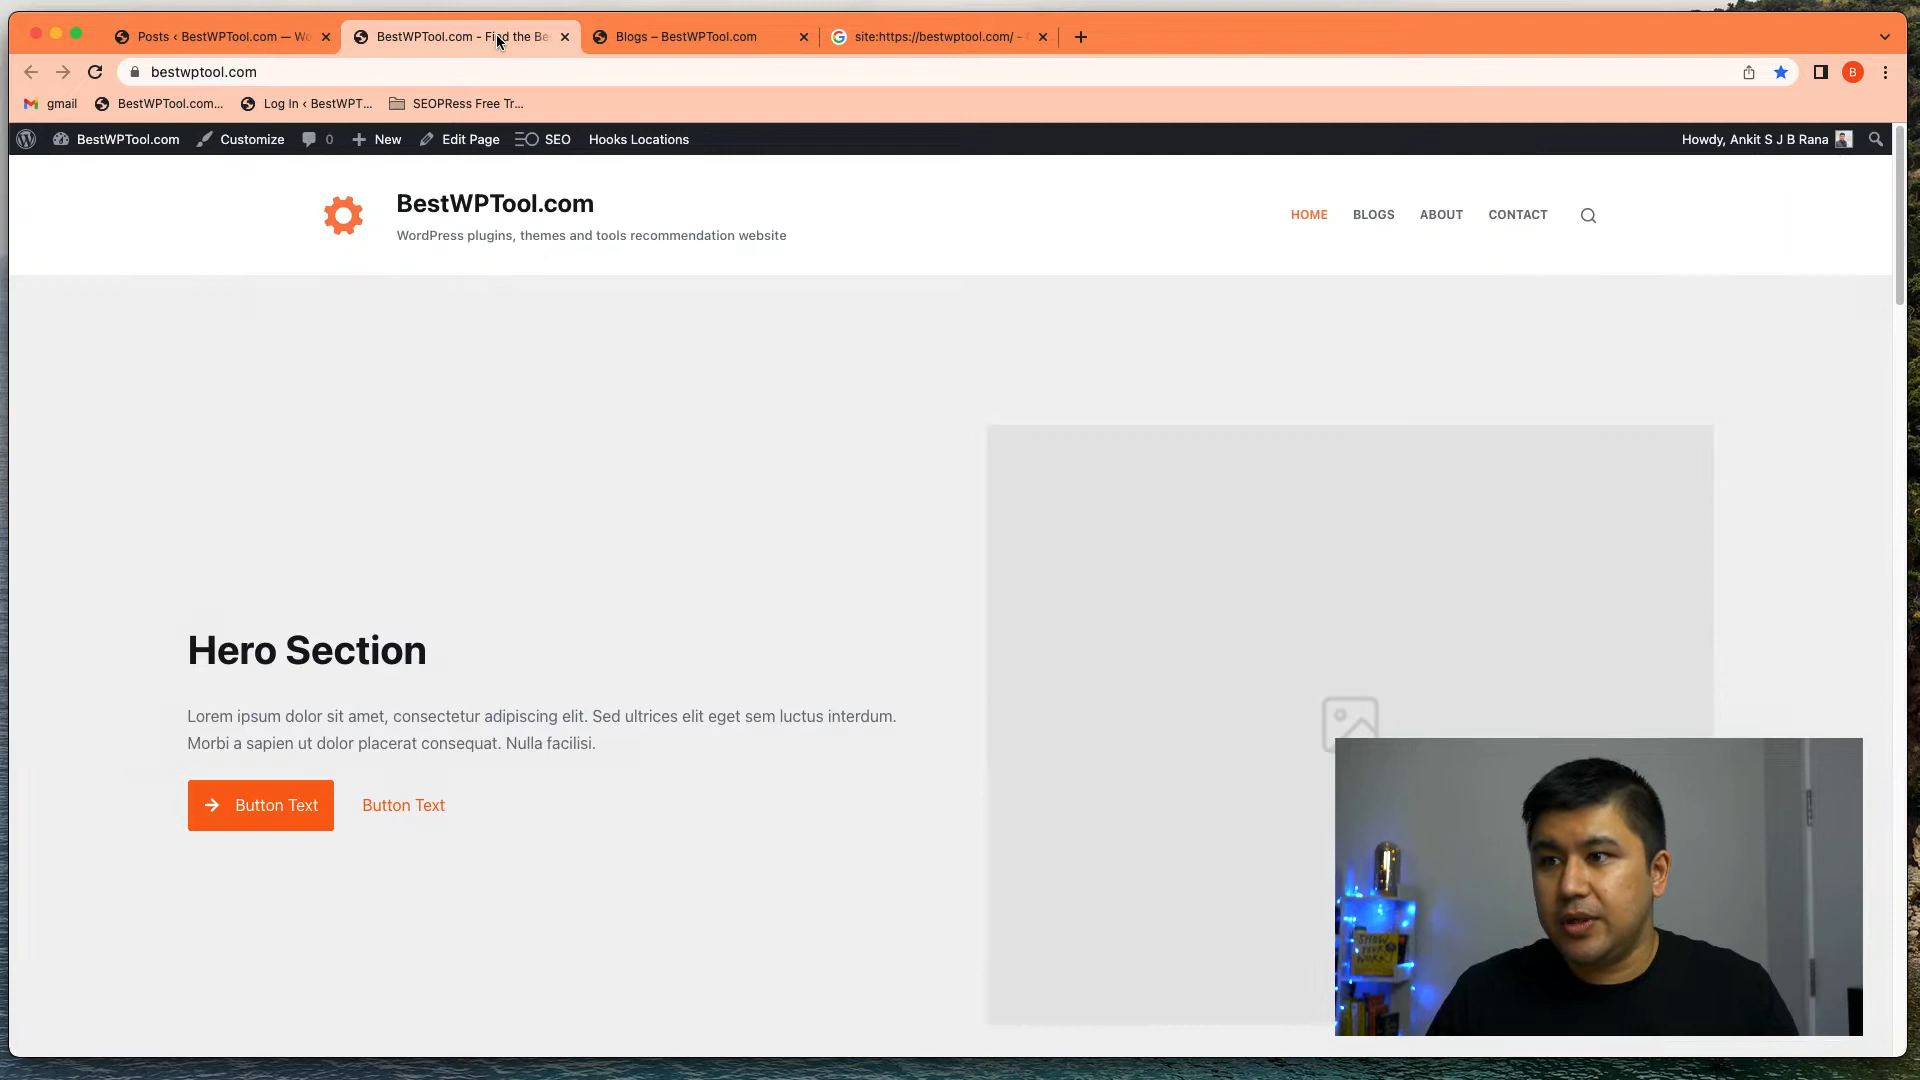 Posts ‹ BestWPTool.com — Wo
BestWPTool.com - Find the Be
Blogs – BestWPTool.com
site:https://bestwptool.com/ -
bestwptool.com
B
gmail
BestWPTool.com...
Log In ‹ BestWPT...
SEOPRess Free Tr...
BestWPTool.com
Customize
0
New
Edit Page
SEO
Hooks Locations
Howdy, Ankit S J B Rana
BestWPTool.com
WordPress plugins, themes and tools recommendation website
HOME
BLOGS
ABOUT
CONTACT
Hero Section
Lorem ipsum dolor sit amet, consectetur adipiscing elit. Sed ultrices elit eget sem luctus interdum.
Morbi a sapien ut dolor placerat consequat. Nulla facilisi.
Button Text
Button Text
SHOW
YOUR
WORK!